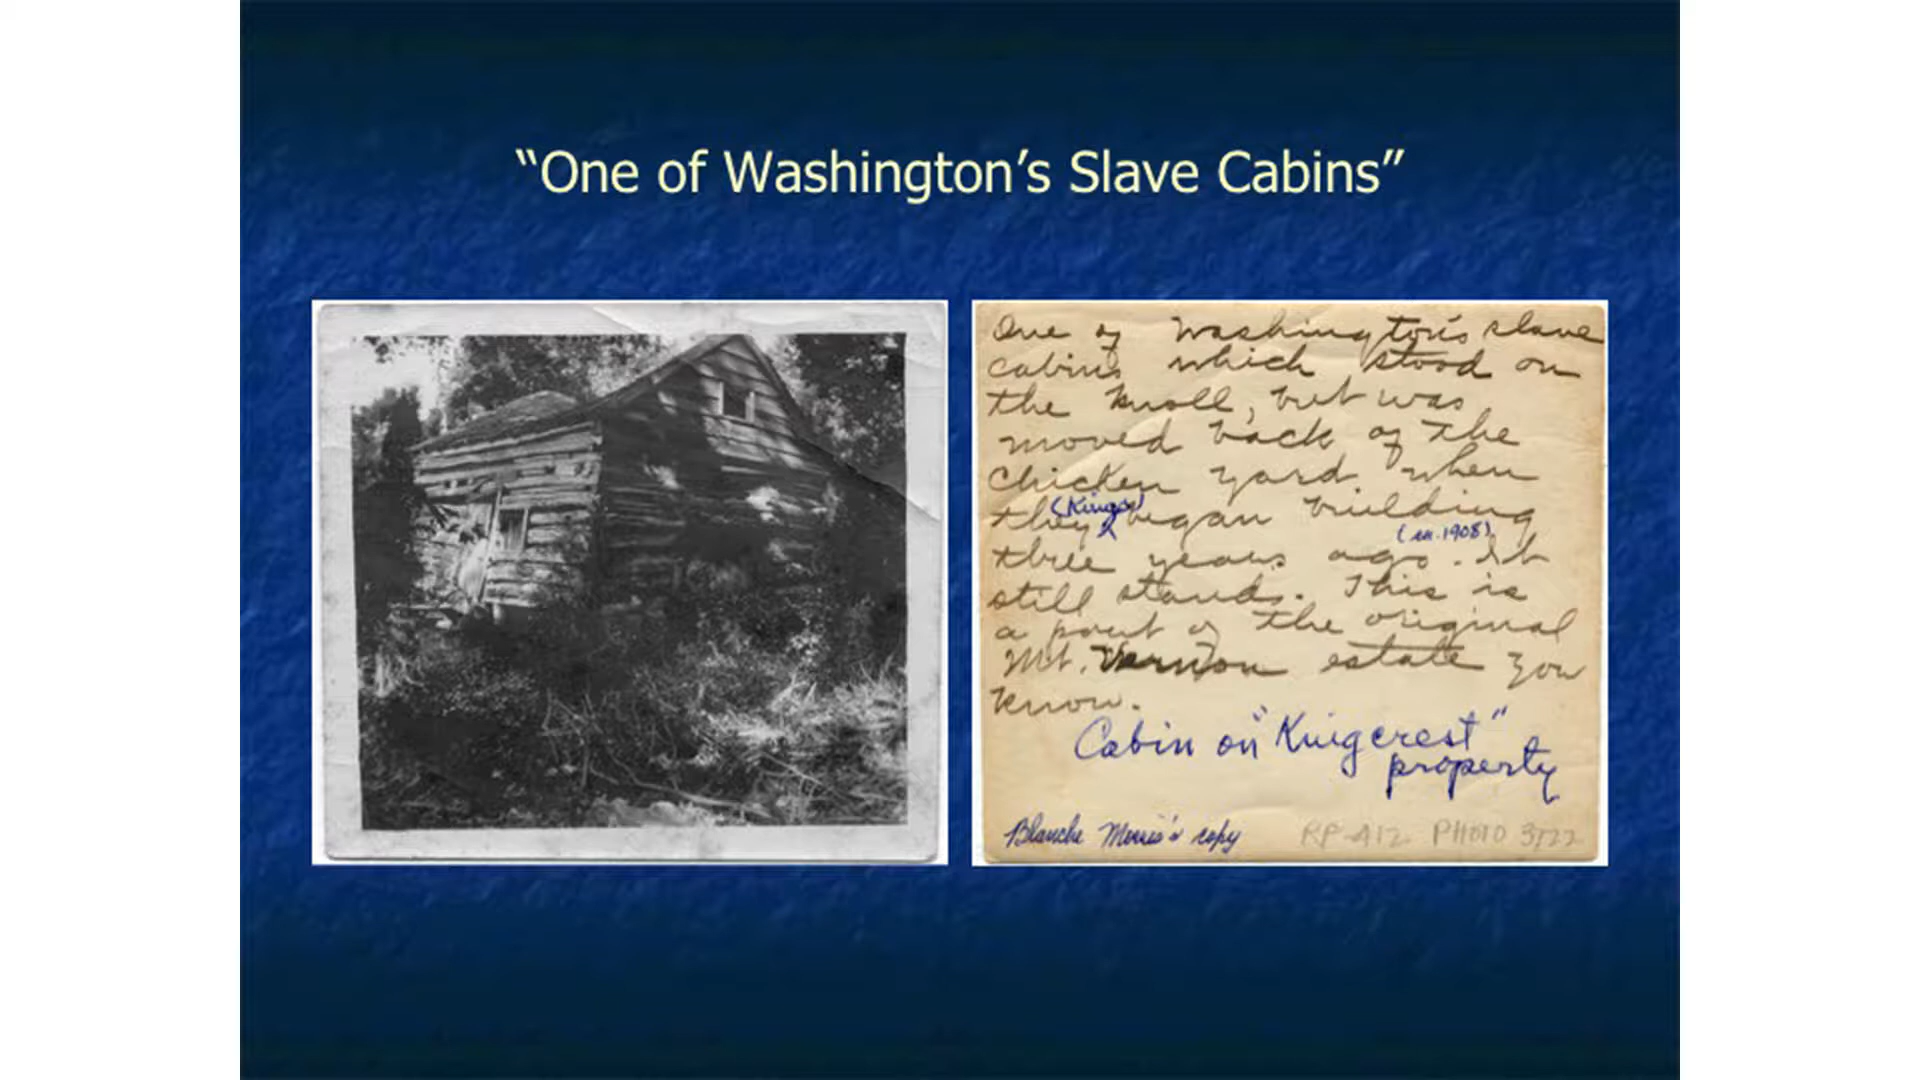 “One of Washington’s Slave Cabins”
One of Washington's slave
cabins which stood on
the knoll, but was
moved back of the
chicken yard when
(Kings)
they ^ began building
(ca. 1908)
three years ago. It
still stands. This is
a part of the original
Mt. Vernon estate you
know.
Cabin on "Kingcrest"
property
Blanche copy
RP-412 PHOTO